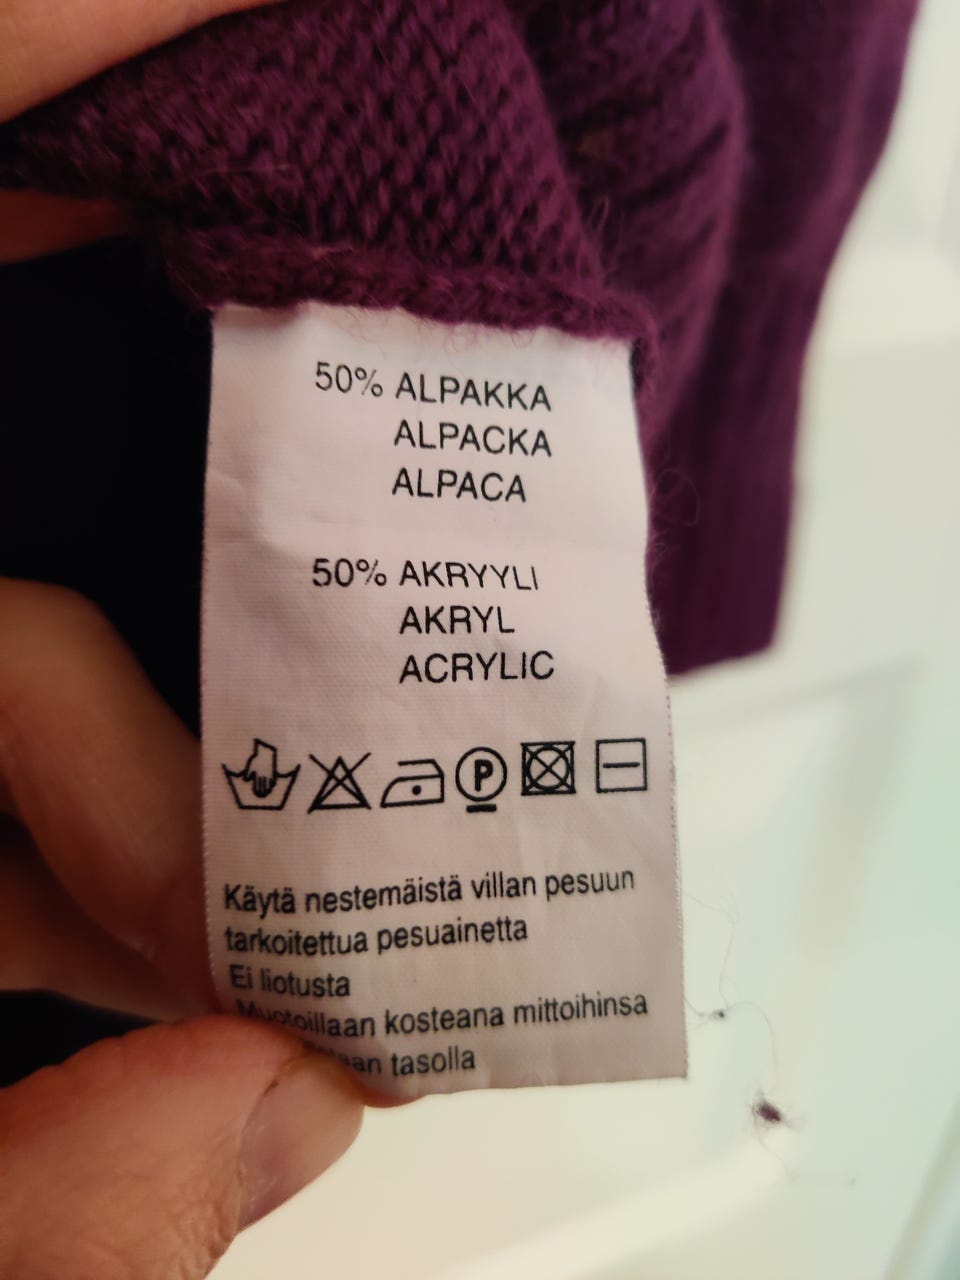 50% ALPAKKA
ALPACKA
ALPACA
50% AKRYYLI
AKRYL
ACRYLIC
P
Käytä nestemäistä villan pesuun
tarkoitettua pesuainetta
Ei liotusta
Muotoillaan kosteana mittoihinsa
tasolla